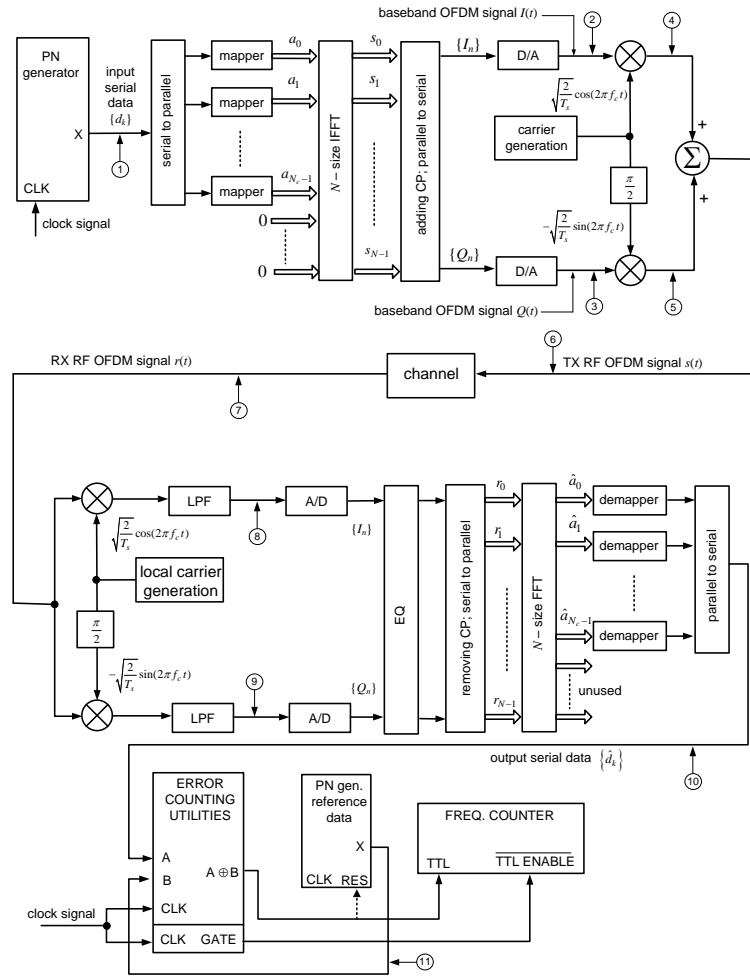 baseband OFDM signal I(t)
2
4
PN
generator
input
serial
data
{d_k}
X
CLK
clock signal
1
serial to parallel
mapper
mapper
mapper
a_0
a_1
a_{N_c-1}
0
0
N – size IFFT
s_0
s_1
s_{N-1}
adding CP; parallel to serial
{I_n}
{Q_n}
D/A
D/A
√(2/T_s) cos(2πf_c t)
carrier
generation
π/2
-√(2/T_s) sin(2πf_c t)
+
Σ
+
baseband OFDM signal Q(t)
3
5
6
RX RF OFDM signal r(t)
channel
TX RF OFDM signal s(t)
7
LPF
8
A/D
{I_n}
√(2/T_s) cos(2πf_c t)
local carrier
generation
π/2
-√(2/T_s) sin(2πf_c t)
9
LPF
A/D
{Q_n}
EQ
removing CP; serial to parallel
r_0
r_1
r_{N-1}
N – size FFT
â_0
â_1
â_{N_c-1}
unused
demapper
demapper
demapper
parallel to serial
output serial data {d̂_k}
10
ERROR
COUNTING
UTILITIES
A
B
A ⊕ B
CLK
CLK GATE
clock signal
PN gen.
reference
data
X
CLK RES
FREQ. COUNTER
TTL
TTL ENABLE
11